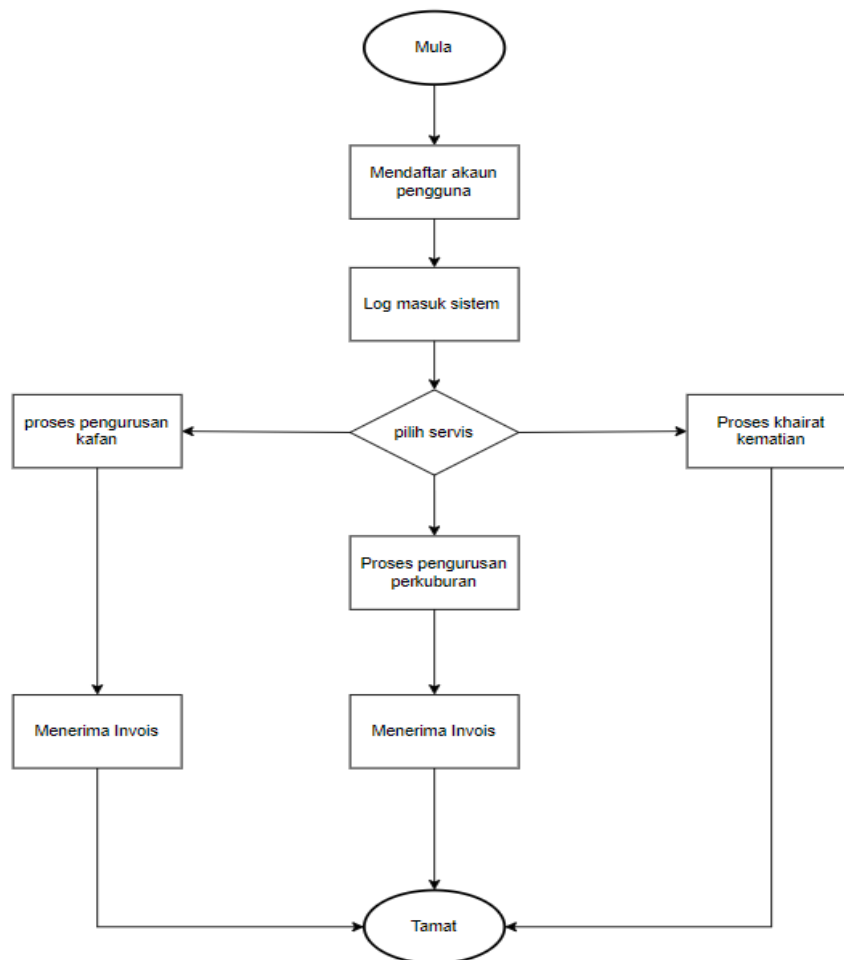 Mula
Mendaftar akaun
pengguna
Log masuk sistem
proses pengurusan
kafan
pilih servis
Proses khairat
kematian
Proses pengurusan
perkuburan
Menerima Invois
Menerima Invois
Tamat